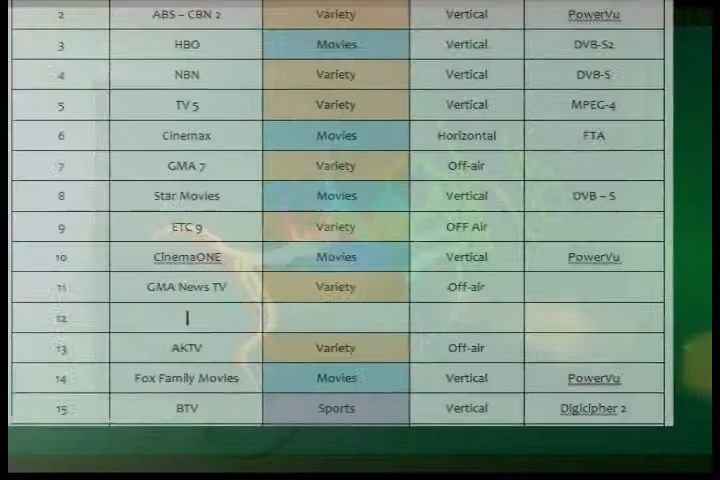 2 ABS – CBN 2 Variety Vertical PowerVu
3 HBO Movies Vertical DVB-S2
4 NBN Variety Vertical DVB-S
5 TV 5 Variety Vertical MPEG-4
6 Cinemax Movies Horizontal FTA
7 GMA 7 Variety Off-air
8 Star Movies Movies Vertical DVB – S
9 ETC 9 Variety OFF Air
10 CinemaONE Movies Vertical PowerVu
11 GMA News TV Variety Off-air
12
13 AKTV Variety Off-air
14 Fox Family Movies Movies Vertical PowerVu
15 BTV Sports Vertical Digicipher 2